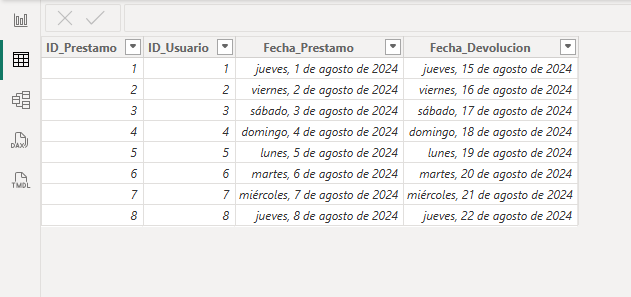 ID_Prestamo ID_Usuario Fecha_Prestamo Fecha_Devolucion
1 1 jueves, 1 de agosto de 2024 jueves, 15 de agosto de 2024
2 2 viernes, 2 de agosto de 2024 viernes, 16 de agosto de 2024
3 3 sábado, 3 de agosto de 2024 sábado, 17 de agosto de 2024
4 4 domingo, 4 de agosto de 2024 domingo, 18 de agosto de 2024
5 5 lunes, 5 de agosto de 2024 lunes, 19 de agosto de 2024
6 6 martes, 6 de agosto de 2024 martes, 20 de agosto de 2024
7 7 miércoles, 7 de agosto de 2024 miércoles, 21 de agosto de 2024
8 8 jueves, 8 de agosto de 2024 jueves, 22 de agosto de 2024
DAX
TMDL